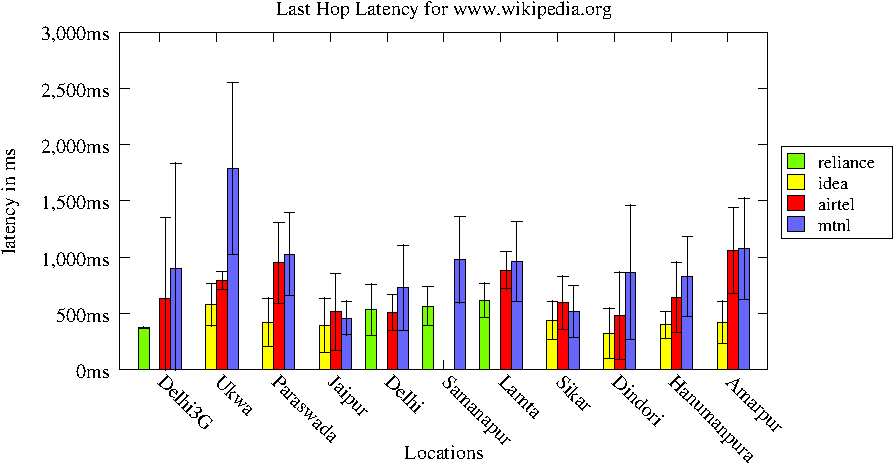 Last Hop Latency for www.wikipedia.org
3,000ms
2,500ms
2,000ms
1,500ms
1,000ms
500ms
0ms
latency in ms
reliance
idea
airtel
mtnl
Delhi3G
Ukwa
Paraswada
Jaipur
Delhi
Samanapur
Lamta
Sikar
Dindori
Hanumanpura
Amarpur
Locations